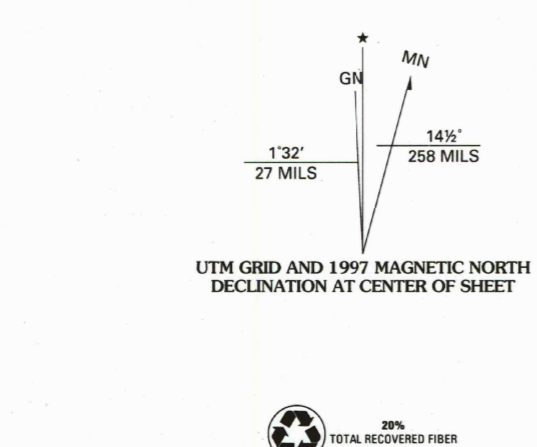 ★
MN
GN
14½°
258 MILS
1°32'
27 MILS
UTM GRID AND 1997 MAGNETIC NORTH
DECLINATION AT CENTER OF SHEET
20%
TOTAL RECOVERED FIBER